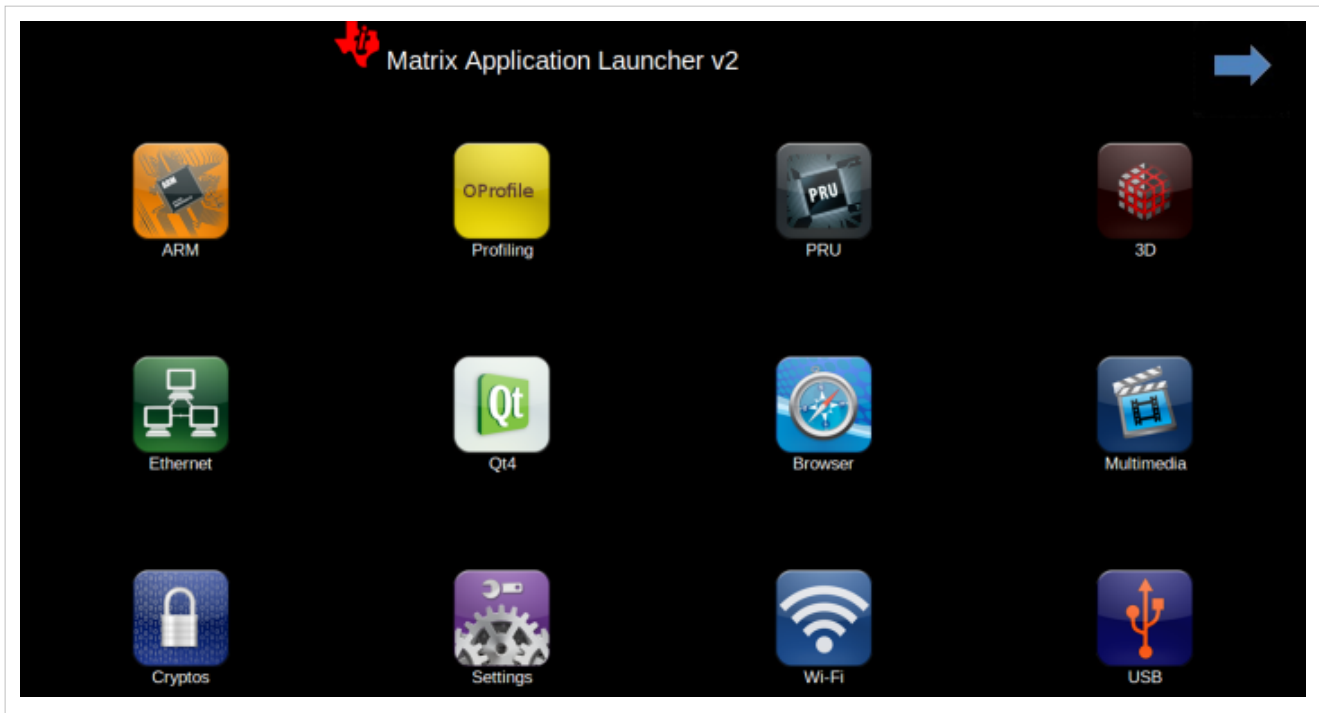 Matrix Application Launcher v2
ARM
OProfile
PRU
ARM Profiling PRU 3D
Qt
Ethernet Qt4 Browser Multimedia
Cryptos Settings Wi-Fi USB